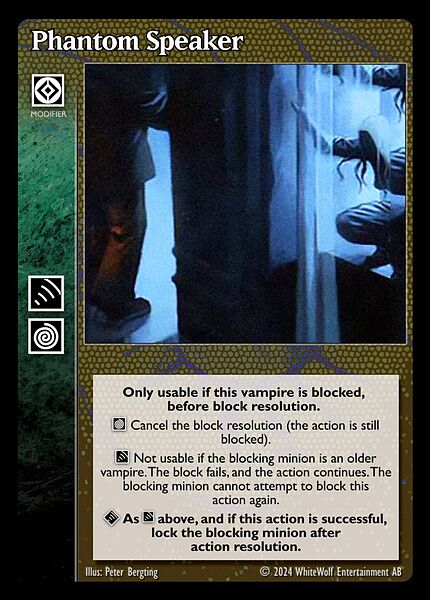 Phantom Speaker
MODIFIER
Only usable if this vampire is blocked,
before block resolution.
Cancel the block resolution (the action is still
blocked).
Not usable if the blocking minion is an older
vampire. The block fails, and the action continues. The
blocking minion cannot attempt to block this
action again.
As above, and if this action is successful,
lock the blocking minion after
action resolution.
Illus: Peter Bergting
© 2024 WhiteWolf Entertainment AB